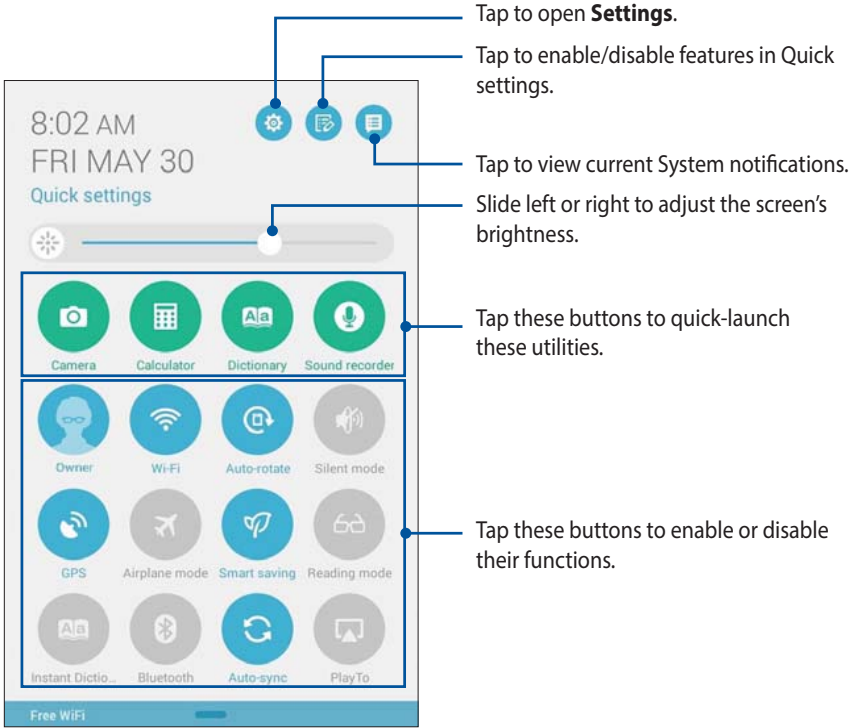 Tap to open Settings.
Tap to enable/disable features in Quick
settings.
8:02 AM
FRI MAY 30
Quick settings
Tap to view current System notifications.
Slide left or right to adjust the screen's
brightness.
Camera Calculator Dictionary Sound recorder
Tap these buttons to quick-launch
these utilities.
Owner Wi-Fi Auto-rotate Silent mode
GPS Airplane mode Smart saving Reading mode
Tap these buttons to enable or disable
their functions.
Instant Dictio... Bluetooth Auto-sync PlayTo
Free WiFi